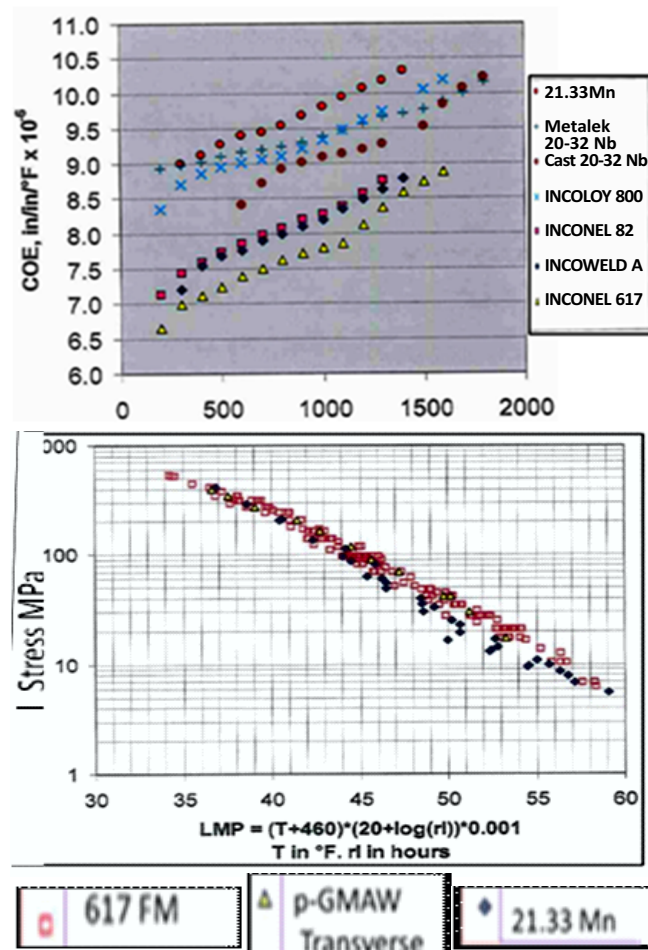 11.0
10.5
10.0
9.5
9.0
8.5
8.0
7.5
7.0
6.5
6.0
COE, in/in/°F x 10⁻⁶
0 500 1000 1500 2000
21.33Mn
Metalek
20-32 Nb
Cast 20-32 Nb
INCOLOY 800
INCONEL 82
INCOWELD A
INCONEL 617
000
100
10
1
Stress MPa
30 35 40 45 50 55 60
LMP = (T+460)*(20+log(rl))*0.001
T in °F. rl in hours
617 FM
p-GMAW
Transverse
21.33 Mn